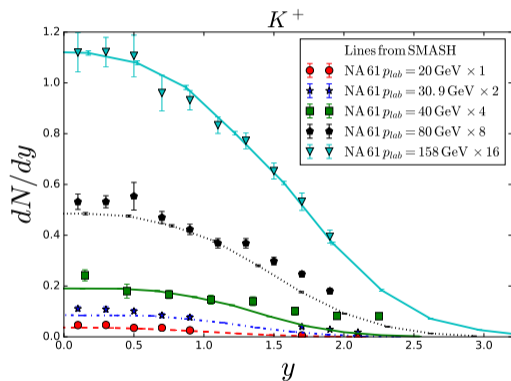 K⁺
Lines from SMASH
NA 61 p_lab = 20 GeV × 1
NA 61 p_lab = 30. 9 GeV × 2
NA 61 p_lab = 40 GeV × 4
NA 61 p_lab = 80 GeV × 8
NA 61 p_lab = 158 GeV × 16
dN/dy
1.2
1.0
0.8
0.6
0.4
0.2
0.0
0.0 0.5 1.0 1.5 2.0 2.5 3.0
y